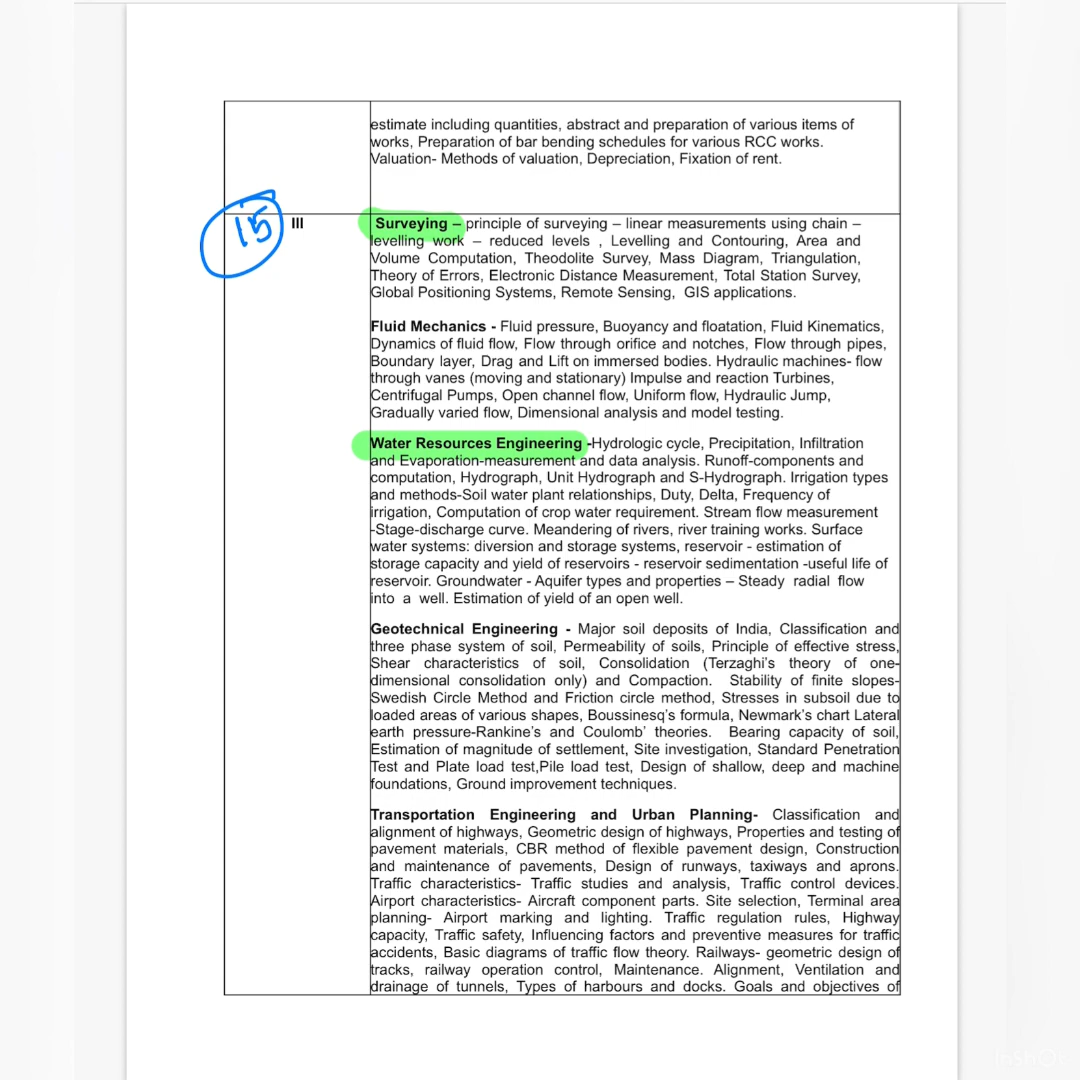 estimate including quantities, abstract and preparation of various items of
works, Preparation of bar bending schedules for various RCC works.
Valuation- Methods of valuation, Depreciation, Fixation of rent.
15
III
Surveying – principle of surveying – linear measurements using chain –
levelling work – reduced levels , Levelling and Contouring, Area and
Volume Computation, Theodolite Survey, Mass Diagram, Triangulation,
Theory of Errors, Electronic Distance Measurement, Total Station Survey,
Global Positioning Systems, Remote Sensing, GIS applications.
Fluid Mechanics - Fluid pressure, Buoyancy and floatation, Fluid Kinematics,
Dynamics of fluid flow, Flow through orifice and notches, Flow through pipes,
Boundary layer, Drag and Lift on immersed bodies. Hydraulic machines- flow
through vanes (moving and stationary) Impulse and reaction Turbines,
Centrifugal Pumps, Open channel flow, Uniform flow, Hydraulic Jump,
Gradually varied flow, Dimensional analysis and model testing.
Water Resources Engineering -Hydrologic cycle, Precipitation, Infiltration
and Evaporation-measurement and data analysis. Runoff-components and
computation, Hydrograph, Unit Hydrograph and S-Hydrograph. Irrigation types
and methods-Soil water plant relationships, Duty, Delta, Frequency of
irrigation, Computation of crop water requirement. Stream flow measurement
-Stage-discharge curve. Meandering of rivers, river training works. Surface
water systems: diversion and storage systems, reservoir - estimation of
storage capacity and yield of reservoirs - reservoir sedimentation -useful life of
reservoir. Groundwater - Aquifer types and properties – Steady radial flow
into a well. Estimation of yield of an open well.
Geotechnical Engineering - Major soil deposits of India, Classification and
three phase system of soil, Permeability of soils, Principle of effective stress,
Shear characteristics of soil, Consolidation (Terzaghi's theory of one-
dimensional consolidation only) and Compaction. Stability of finite slopes-
Swedish Circle Method and Friction circle method, Stresses in subsoil due to
loaded areas of various shapes, Boussinesq's formula, Newmark's chart Lateral
earth pressure-Rankine's and Coulomb' theories. Bearing capacity of soil,
Estimation of magnitude of settlement, Site investigation, Standard Penetration
Test and Plate load test,Pile load test, Design of shallow, deep and machine
foundations, Ground improvement techniques.
Transportation Engineering and Urban Planning- Classification and
alignment of highways, Geometric design of highways, Properties and testing of
pavement materials, CBR method of flexible pavement design, Construction
and maintenance of pavements, Design of runways, taxiways and aprons.
Traffic characteristics- Traffic studies and analysis, Traffic control devices.
Airport characteristics- Aircraft component parts. Site selection, Terminal area
planning- Airport marking and lighting. Traffic regulation rules, Highway
capacity, Traffic safety, Influencing factors and preventive measures for traffic
accidents, Basic diagrams of traffic flow theory. Railways- geometric design of
tracks, railway operation control, Maintenance. Alignment, Ventilation and
drainage of tunnels, Types of harbours and docks. Goals and objectives of